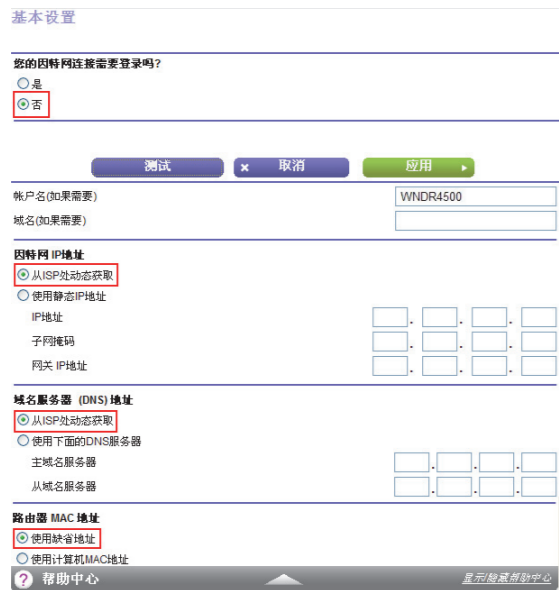 基本设置
您的因特网连接需要登录吗?
是
否
测试 × 取消 应用
帐户名(如果需要) WNDR4500
域名(如果需要)
因特网 IP地址
从ISP处动态获取
使用静态IP地址
IP地址 . . .
子网掩码 . . .
网关 IP地址 . . .
域名服务器 (DNS) 地址
从ISP处动态获取
使用下面的DNS服务器
主域名服务器 . . .
从域名服务器 . . .
路由器 MAC 地址
使用缺省地址
使用计算机MAC地址
? 帮助中心 显示/隐藏帮助中心